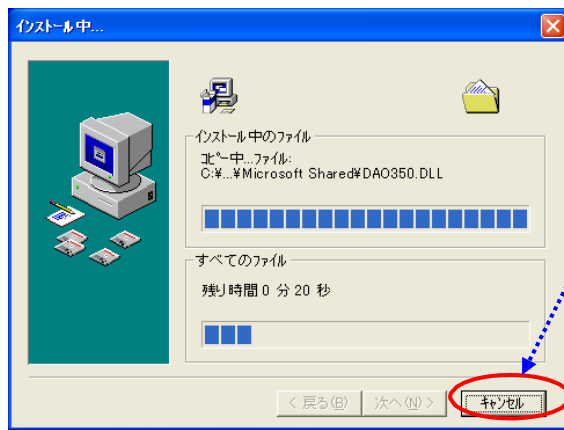 インストール中...
インストール中のファイル
コピー中...ファイル:
C:¥...¥Microsoft Shared¥DAO350.DLL
すべてのファイル
残り時間 0 分 20 秒
< 戻る(B)
次へ(N) >
キャンセル